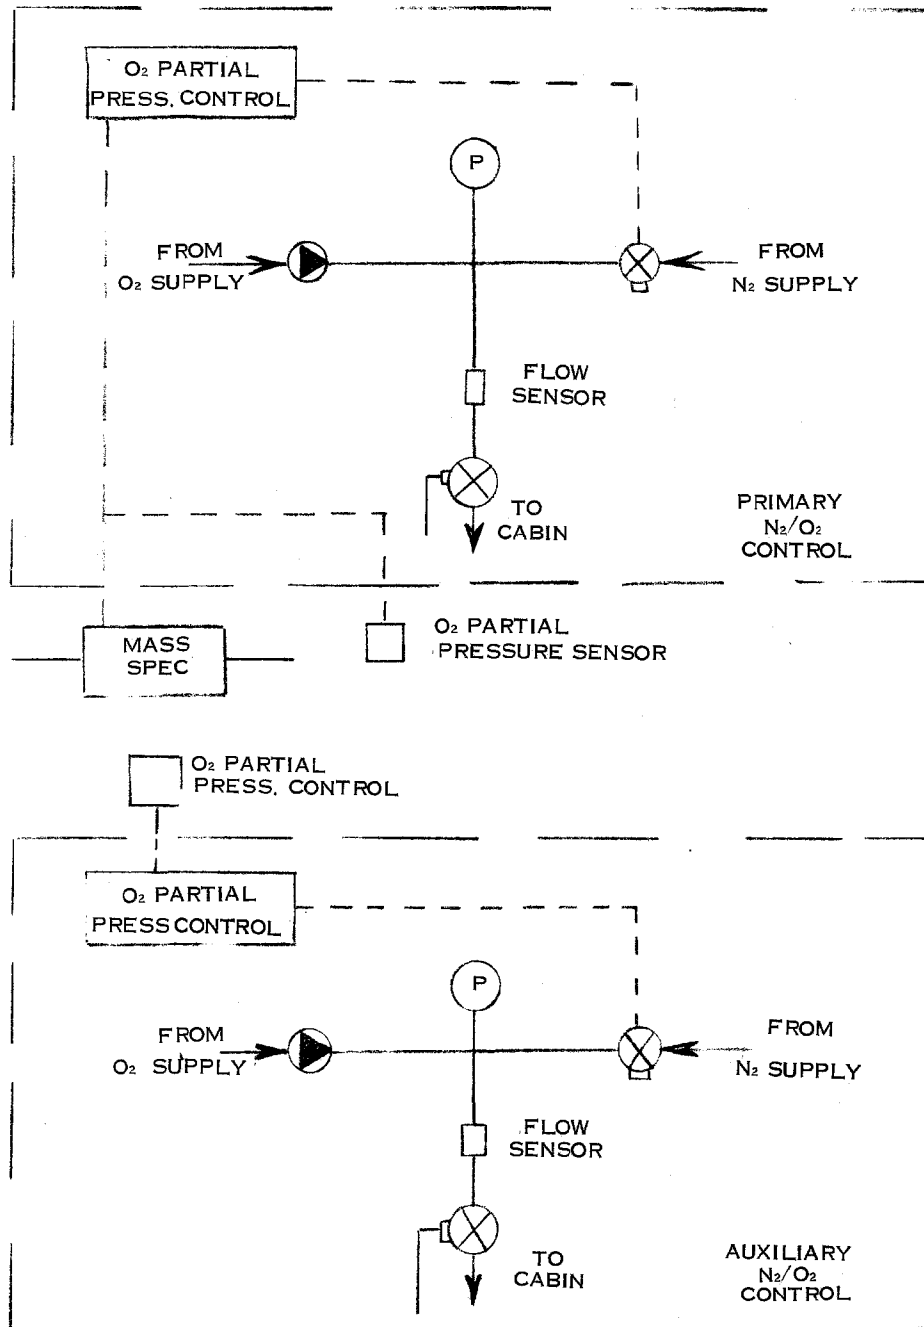 O₂ PARTIAL
PRESS. CONTROL
P
FROM
O₂ SUPPLY
FROM
N₂ SUPPLY
FLOW
SENSOR
TO
CABIN
PRIMARY
N₂/O₂
CONTROL
MASS
SPEC
O₂ PARTIAL
PRESSURE SENSOR
O₂ PARTIAL
PRESS. CONTROL
O₂ PARTIAL
PRESS CONTROL
P
FROM
O₂ SUPPLY
FROM
N₂ SUPPLY
FLOW
SENSOR
TO
CABIN
AUXILIARY
N₂/O₂
CONTROL